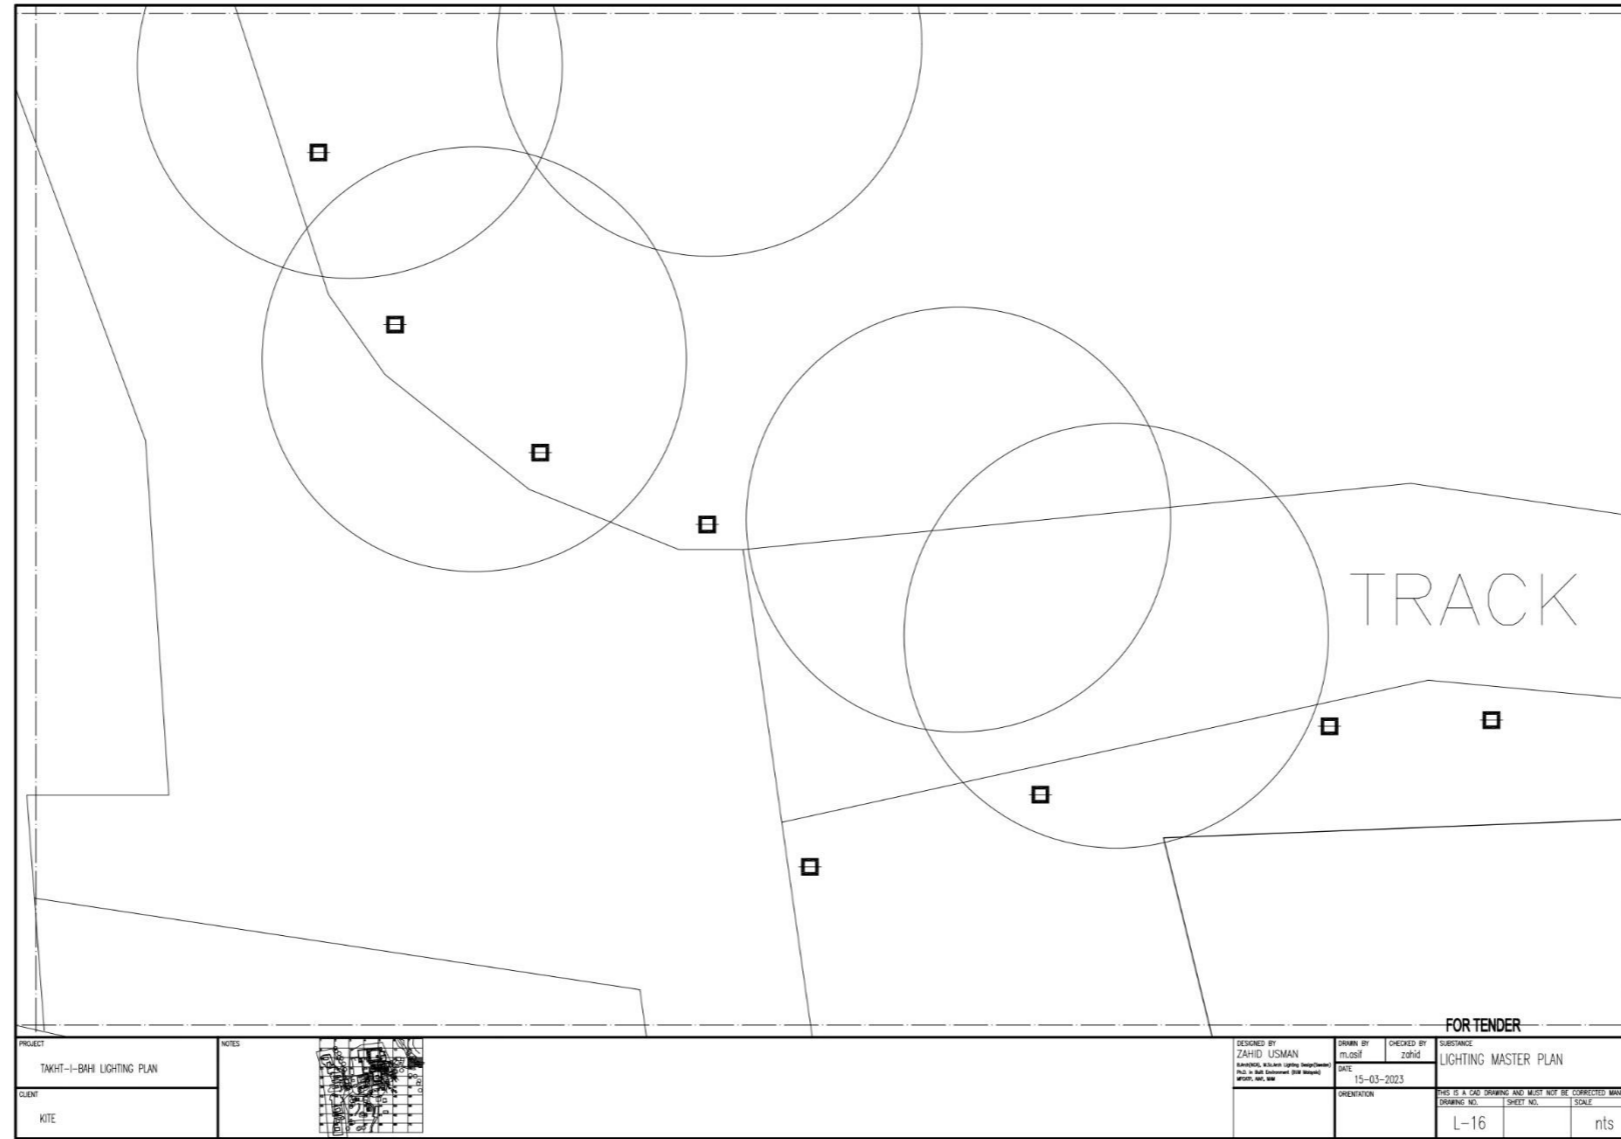 TRACK
FOR TENDER
PROJECT
TAKHT-I-BAHI LIGHTING PLAN
CLIENT
KITE
NOTES
DESIGNED BY
ZAHID USMAN
DRAWN BY
m.asif
CHECKED BY
zahid
DATE
15-03-2023
ORIENTATION
SUBSTANCE
LIGHTING MASTER PLAN
THIS IS A CAD DRAWING AND MUST NOT BE CORRECTED MAN
DRAWING NO.
L-16
SHEET NO.
SCALE
nts